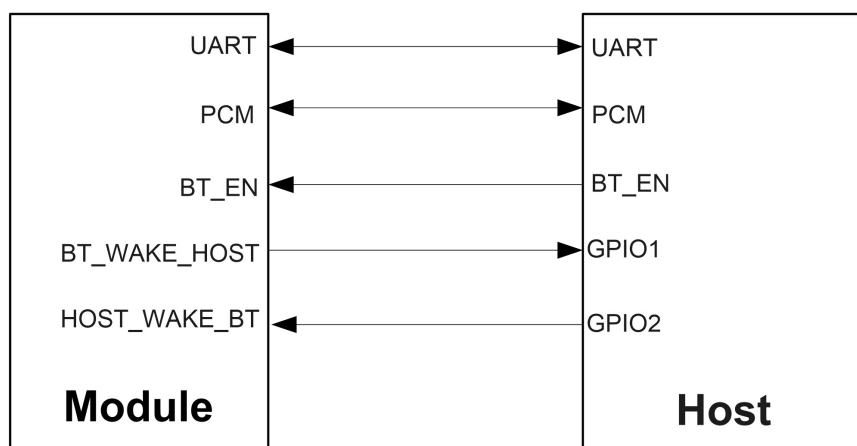 UART UART
PCM PCM
BT_EN BT_EN
BT_WAKE_HOST GPIO1
HOST_WAKE_BT GPIO2
Module Host